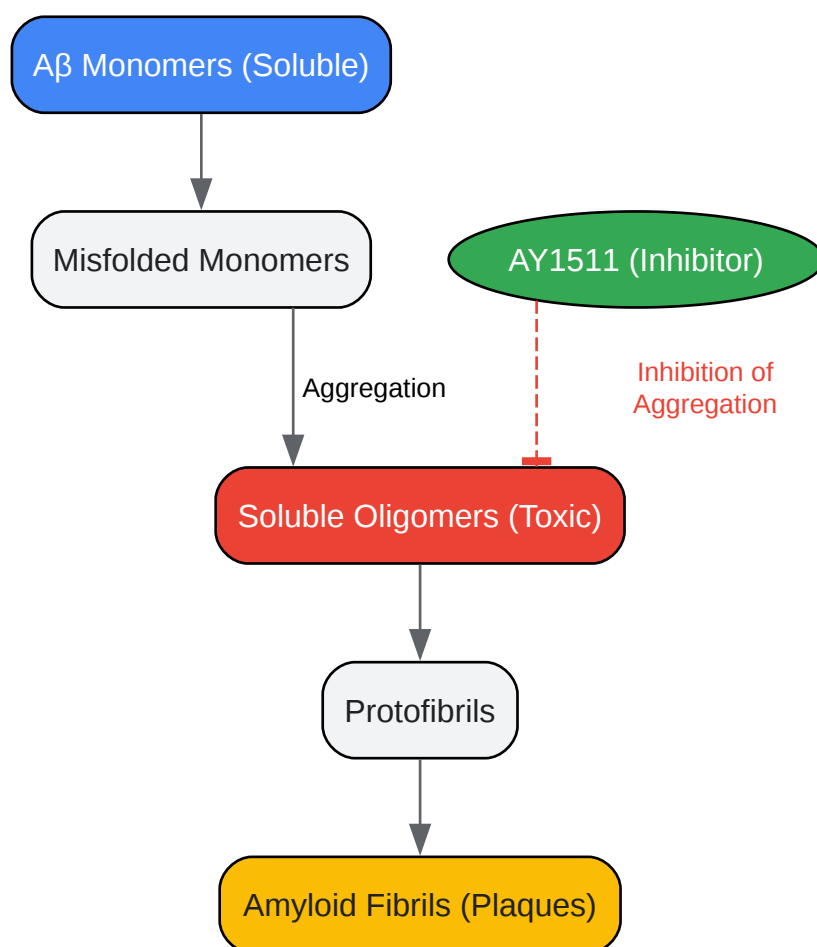 Aβ Monomers (Soluble)
Misfolded Monomers
AY1511 (Inhibitor)
Aggregation
Inhibition of
Aggregation
Soluble Oligomers (Toxic)
Protofibrils
Amyloid Fibrils (Plaques)